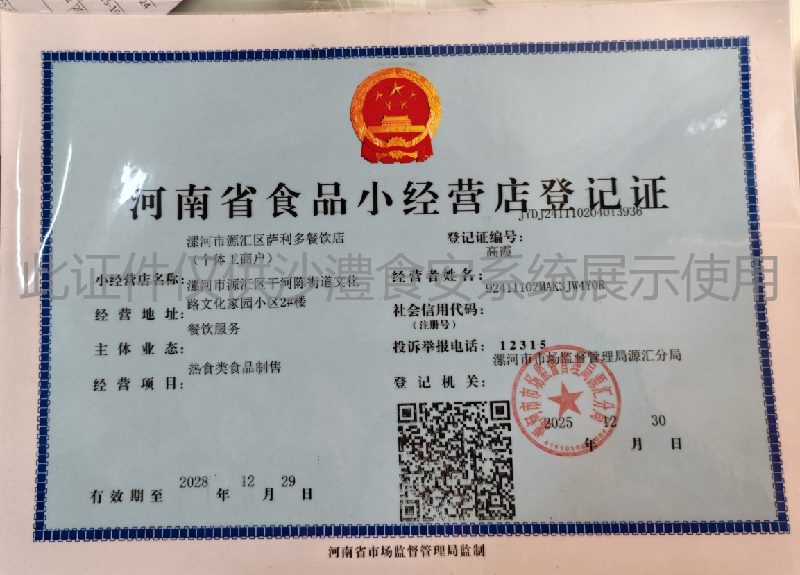 河南省食品小经营店登记证
JYDJ241110204013936
漯河市源汇区萨利多餐饮店
(个体工商户)
登记证编号:
高霞
小经营店名称:
经营者姓名:
漯河市源汇区干河陈街道文化
路文化家园小区2#楼
经营地址:
社会信用代码:
(注册号)
餐饮服务
主体业态:
投诉举报电话: 12315
漯河市市场监督管理局源汇分局
热食类食品制售
经营项目:
登记机关:
2025 12 30
年 月 日
2028 12 29
有效期至 年 月 日
河南省市场监督管理局监制
此证件仅供沙澧食安系统展示使用